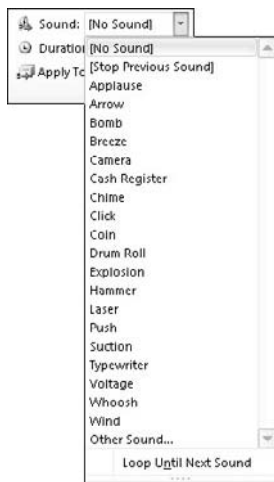 Sound: [No Sound]
Duration
[No Sound]
Apply To
[Stop Previous Sound]
Applause
Arrow
Bomb
Breeze
Camera
Cash Register
Chime
Click
Coin
Drum Roll
Explosion
Hammer
Laser
Push
Suction
Typewriter
Voltage
Whoosh
Wind
Other Sound...
Loop Until Next Sound